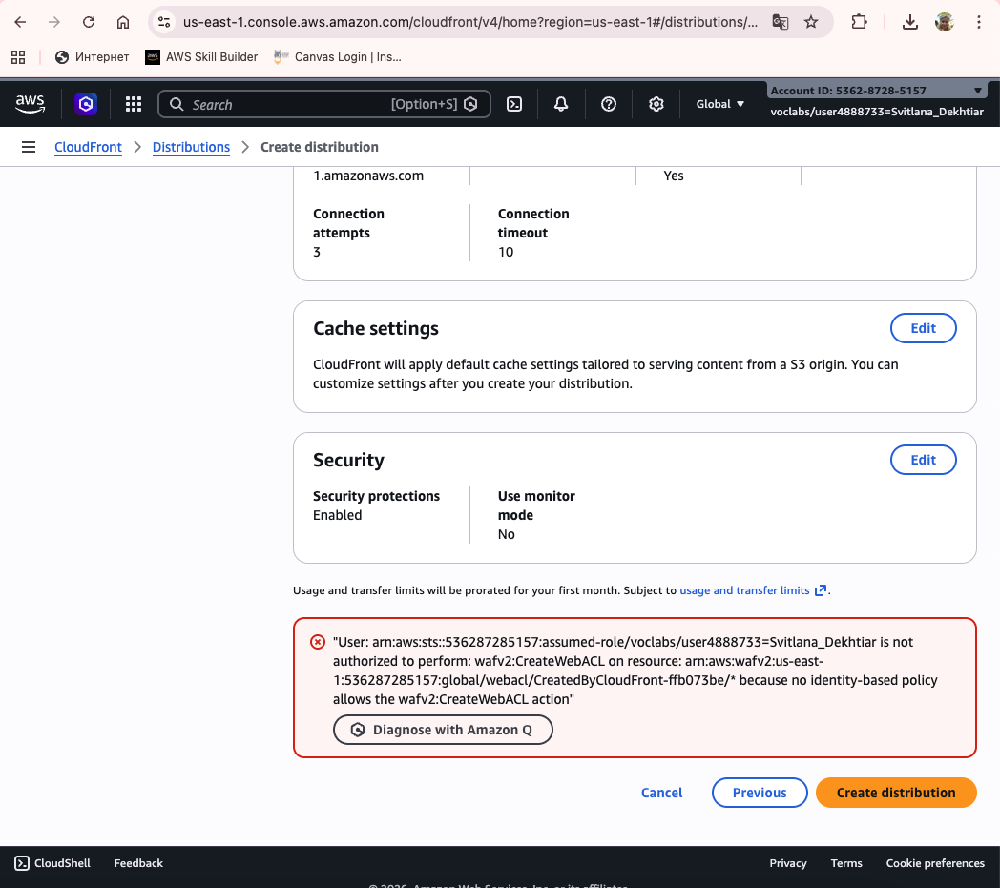 us-east-1.console.aws.amazon.com/cloudfront/v4/home?region=us-east-1#/distributions/...
Интернет
aws
AWS Skill Builder
Canvas Login | Ins...
aws
Search
[Option+S]
Global
Account ID: 5362-8728-5157
voclabs/user4888733=Svitlana_Dekhtiar
CloudFront
Distributions
Create distribution
1.amazonaws.com
Yes
Connection attempts
3
Connection timeout
10
Cache settings
Edit
CloudFront will apply default cache settings tailored to serving content from a S3 origin. You can
customize settings after you create your distribution.
Security
Edit
Security protections
Enabled
Use monitor mode
No
Usage and transfer limits will be prorated for your first month. Subject to usage and transfer limits .
"User: arn:aws:sts::536287285157:assumed-role/voclabs/user4888733=Svitlana_Dekhtiar is not
authorized to perform: wafv2:CreateWebACL on resource: arn:aws:wafv2:us-east-
1:536287285157:global/webacl/CreatedByCloudFront-ffb073be/* because no identity-based policy
allows the wafv2:CreateWebACL action"
Diagnose with Amazon Q
Cancel
Previous
Create distribution
CloudShell
Feedback
Privacy
Terms
Cookie preferences
© 2026, Amazon Web Services, Inc. or its affiliates.